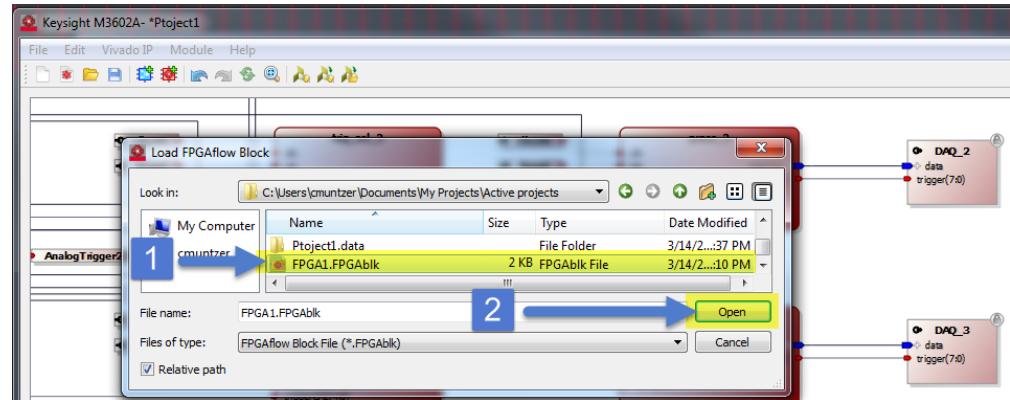 Keysight M3602A- *Ptoject1
File Edit Vivado IP Module Help
DAQ_2
data
trigger(7:0)
Load FPGAflow Block
Look in: C:\Users\cmuntzer\Documents\My Projects\Active projects
My Computer
cmuntzer
Name Size Type Date Modified
Ptoject1.data File Folder 3/14/2...:37 PM
FPGA1.FPGAblk 2 KB FPGAblk File 3/14/2...:10 PM
1
AnalogTrigger2
2
File name: FPGA1.FPGAblk Open
Files of type: FPGAflow Block File (*.FPGAblk) Cancel
Relative path
DAQ_3
data
trigger(7:0)